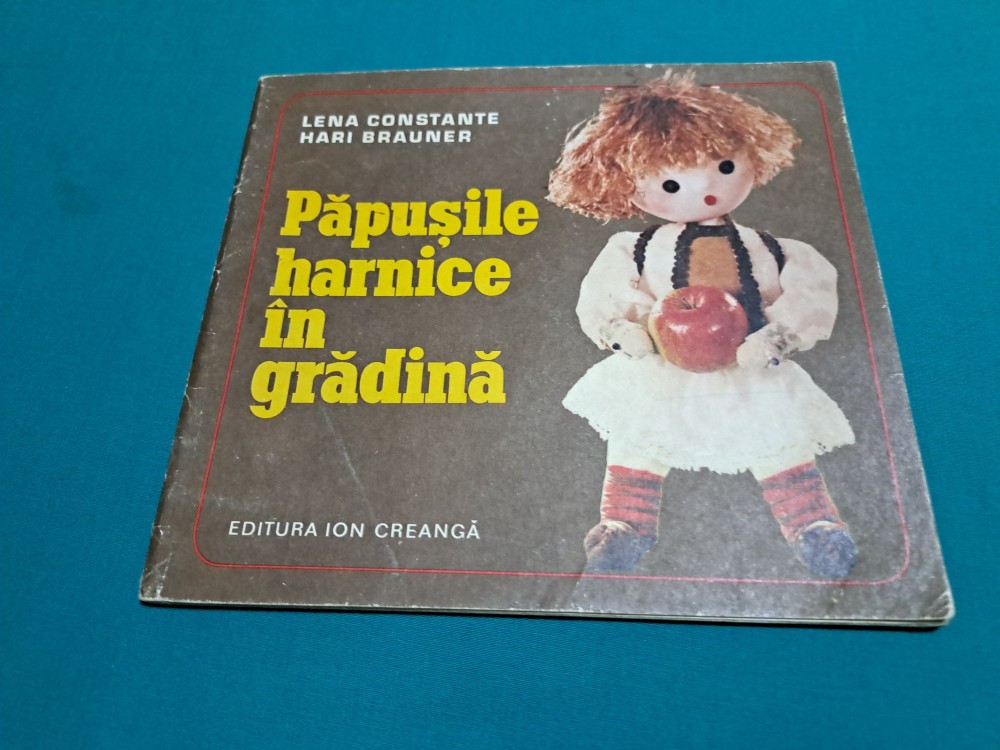 LENA CONSTANTE
HARI BRAUNER
Păpușile
harnice
în
grădină
EDITURA ION CREANGĂ